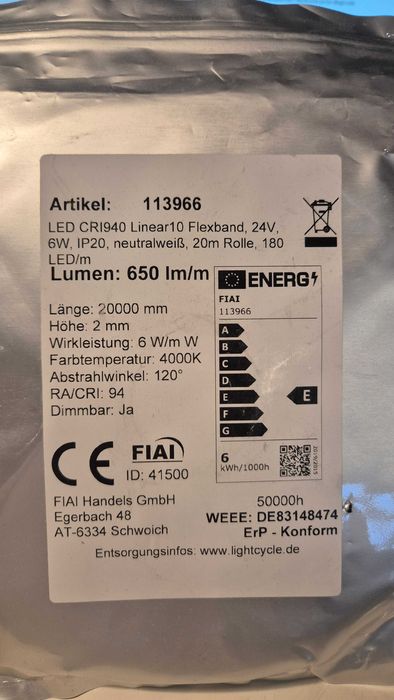 Artikel: 113966
LED CRI940 Linear10 Flexband, 24V,
6W, IP20, neutralweiß, 20m Rolle, 180
LED/m
Lumen: 650 lm/m
ENERG
FIAI
113966
Länge: 20000 mm
Höhe: 2 mm
Wirkleistung: 6 W/m W
Farbtemperatur: 4000K
Abstrahlwinkel: 120°
RA/CRI: 94
Dimmbar: Ja
A
B
C
D
E
F
G
E
6
kWh/1000h
2019/2015
CE
FIAI
ID: 41500
FIAI Handels GmbH
Egerbach 48
AT-6334 Schwoich
50000h
WEEE: DE83148474
ErP - Konform
Entsorgungsinfos: www.lightcycle.de